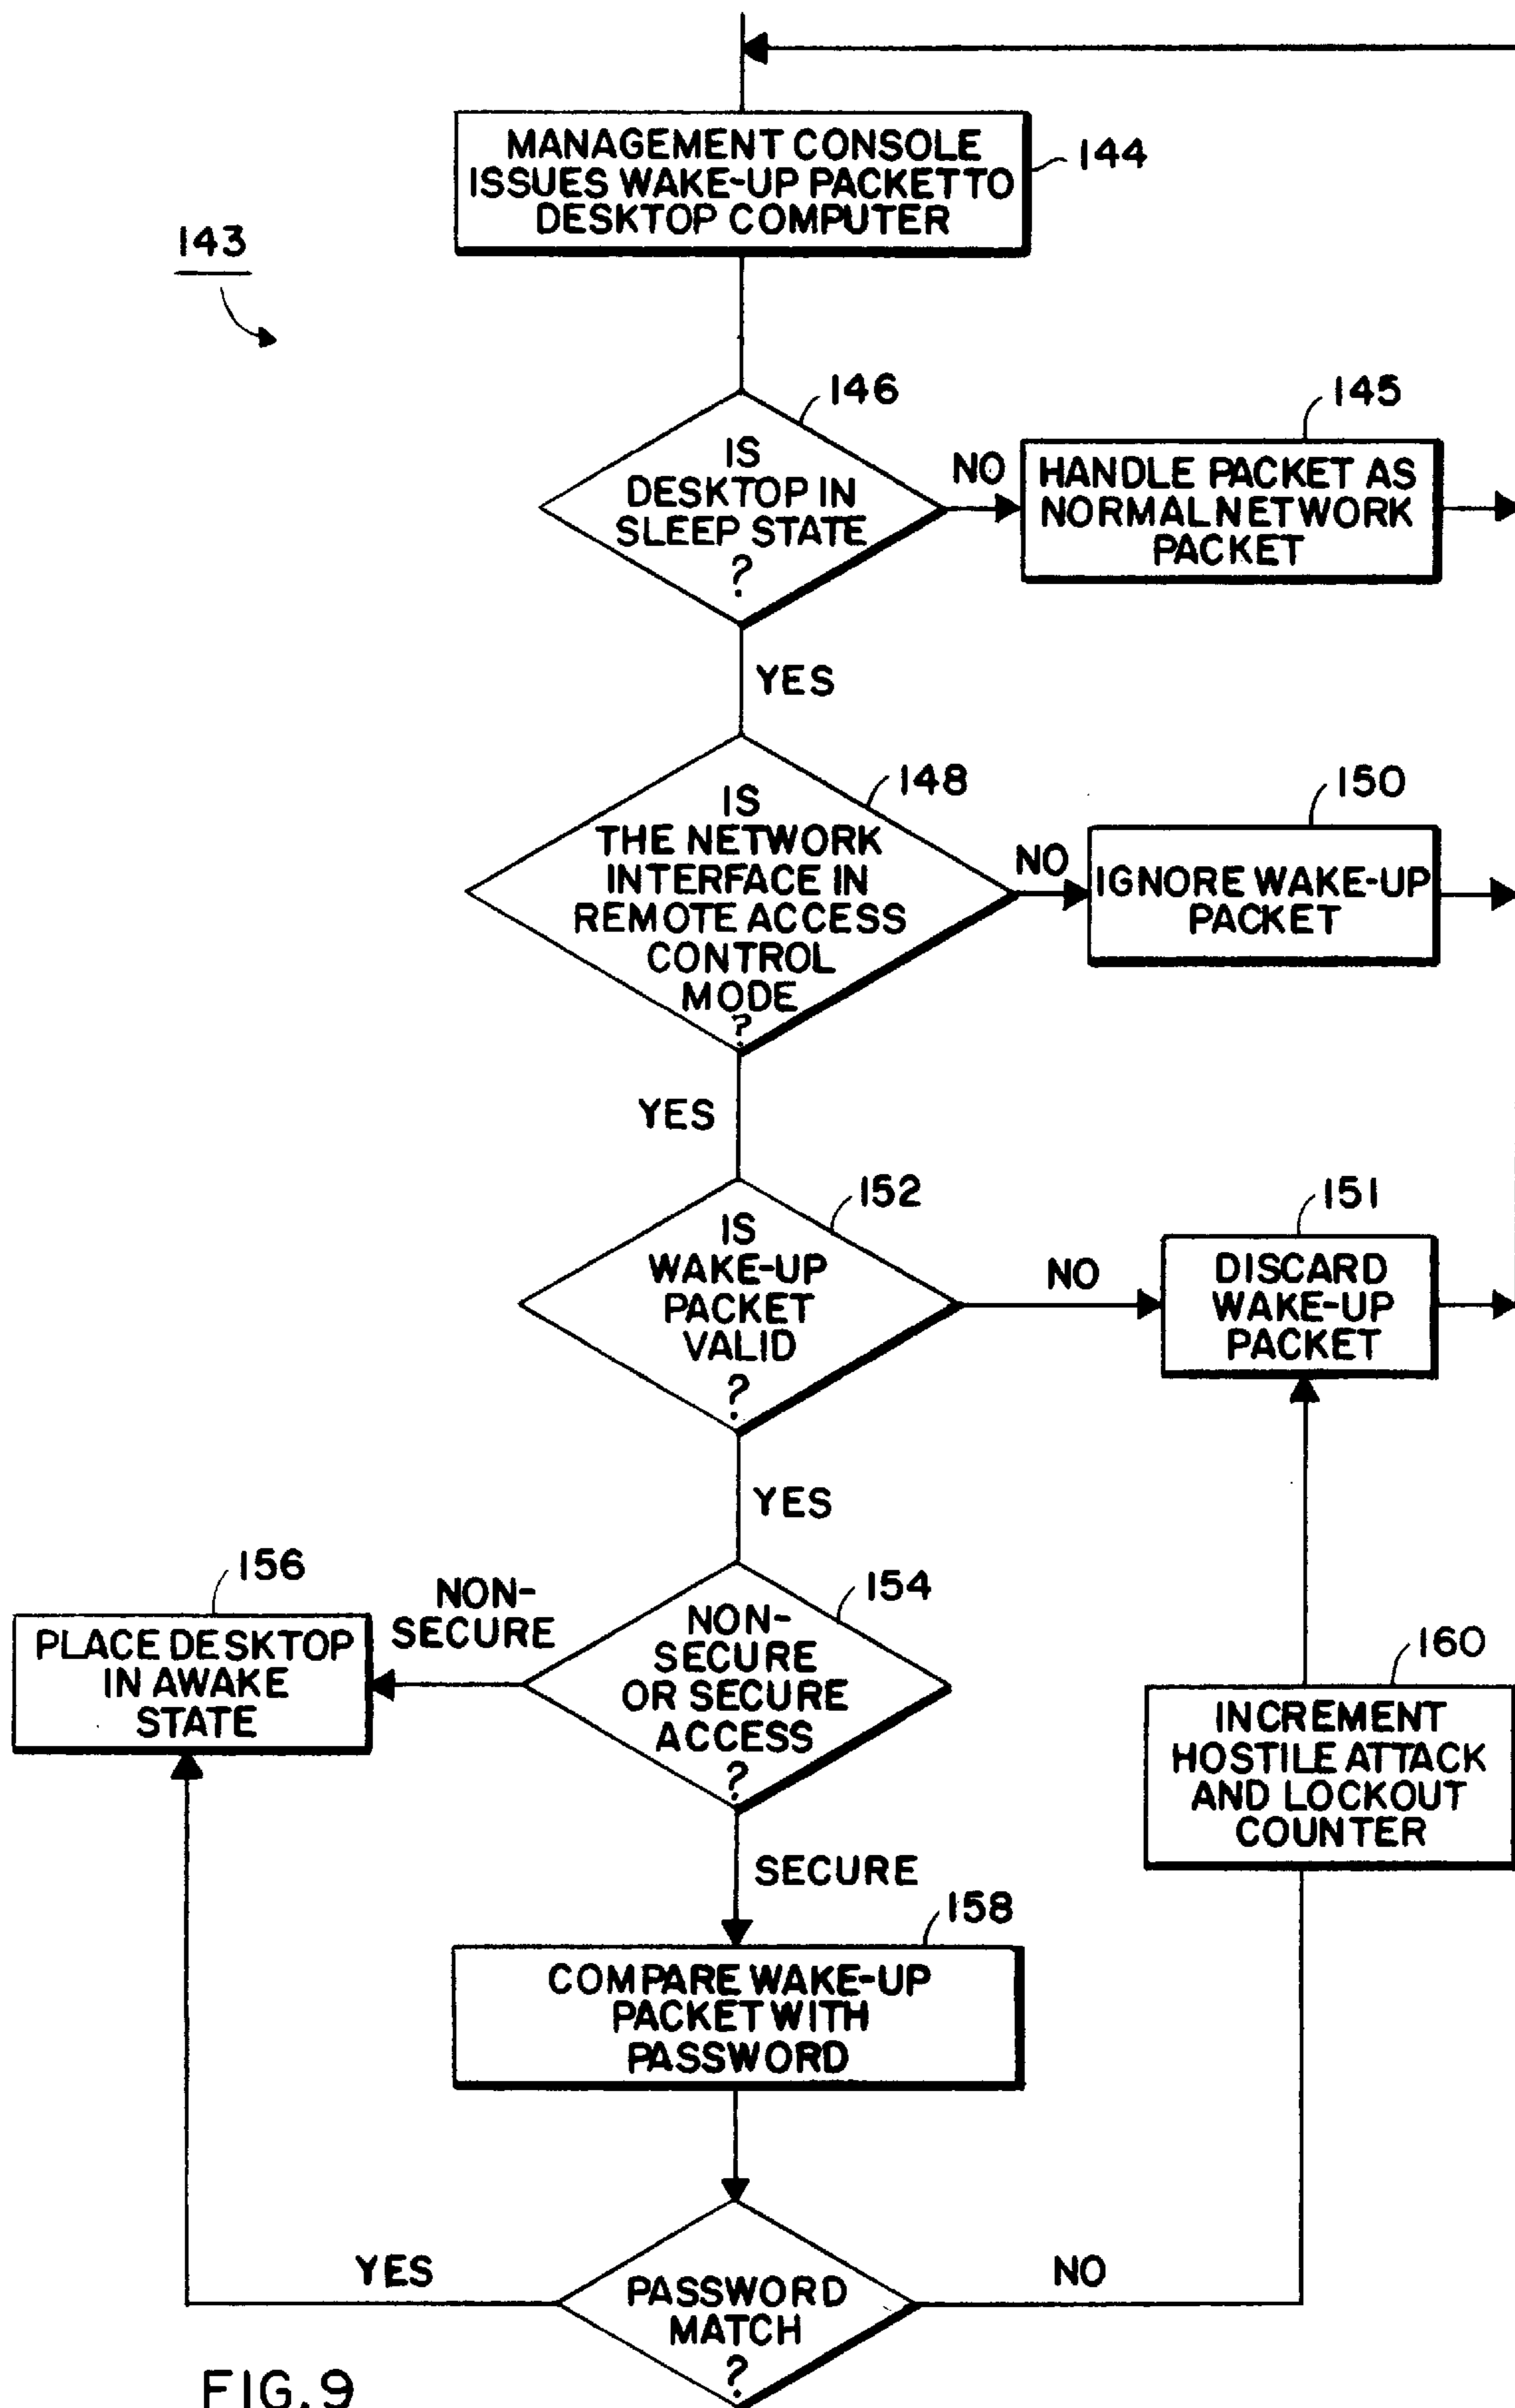 MANAGEMENT CONSOLE
ISSUES WAKE-UP PACKET TO
DESKTOP COMPUTER
144
143
146
IS
DESKTOP IN
SLEEP STATE
?
NO
145
HANDLE PACKET AS
NORMAL NETWORK
PACKET
YES
148
IS
THE NETWORK
INTERFACE IN
REMOTE ACCESS
CONTROL
MODE
?
NO
150
IGNORE WAKE-UP
PACKET
YES
152
IS
WAKE-UP
PACKET
VALID
?
NO
151
DISCARD
WAKE-UP
PACKET
YES
154
NON-
SECURE
OR SECURE
ACCESS
?
NON-
SECURE
156
PLACE DESKTOP
IN AWAKE
STATE
160
INCREMENT
HOSTILE ATTACK
AND LOCKOUT
COUNTER
SECURE
158
COMPARE WAKE-UP
PACKET WITH
PASSWORD
YES
PASSWORD
MATCH
?
NO
FIG.9